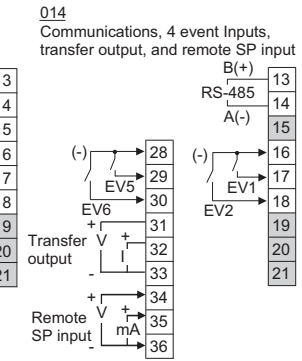 014
Communications, 4 event Inputs,
transfer output, and remote SP input
B(+)
RS-485
A(-)
3
4
5
6
7
8
9
20
21
(-)
EV5
EV6
28
29
30
Transfer output
+
V
-
+
I
31
32
33
Remote SP input
+
V
-
+
mA
34
35
36
(-)
EV1
EV2
13
14
15
16
17
18
19
20
21